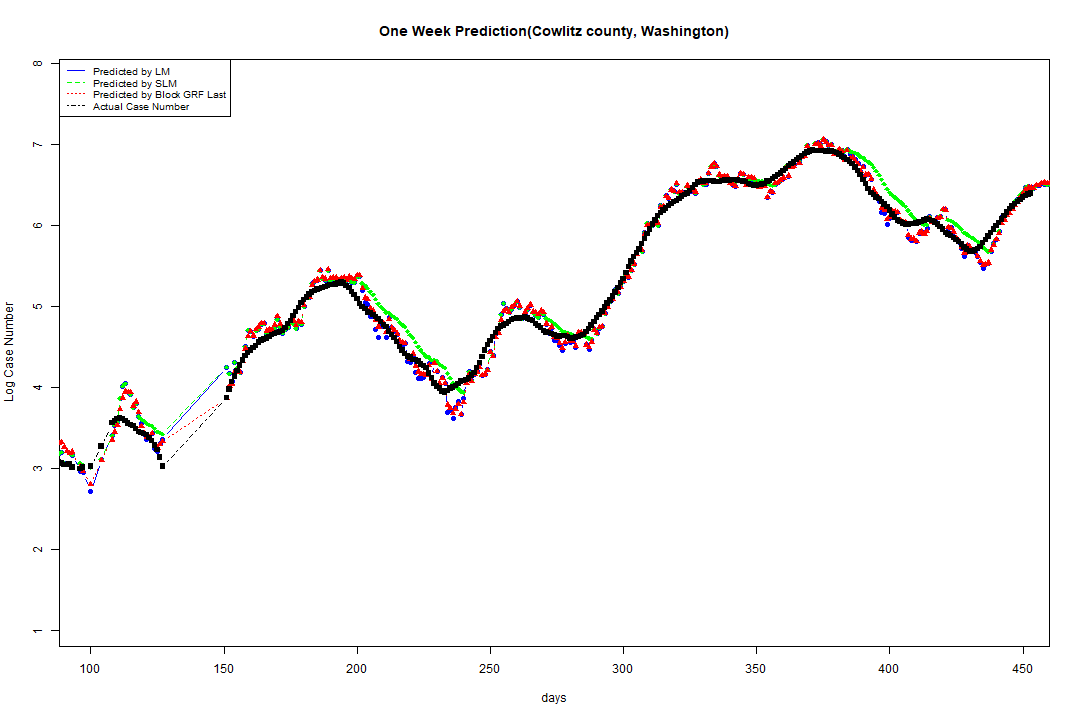 One Week Prediction(Cowlitz county, Washington)
Predicted by LM
Predicted by SLM
Predicted by Block GRF Last
Actual Case Number
8
7
6
5
4
3
2
1
Log Case Number
100 150 200 250 300 350 400 450
days